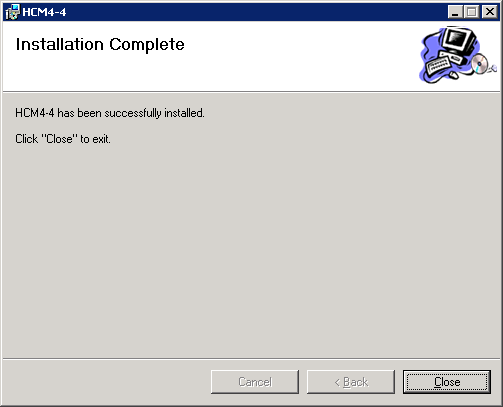 HCM4-4
Installation Complete
HCM4-4 has been successfully installed.
Click "Close" to exit.
Cancel
< Back
Close